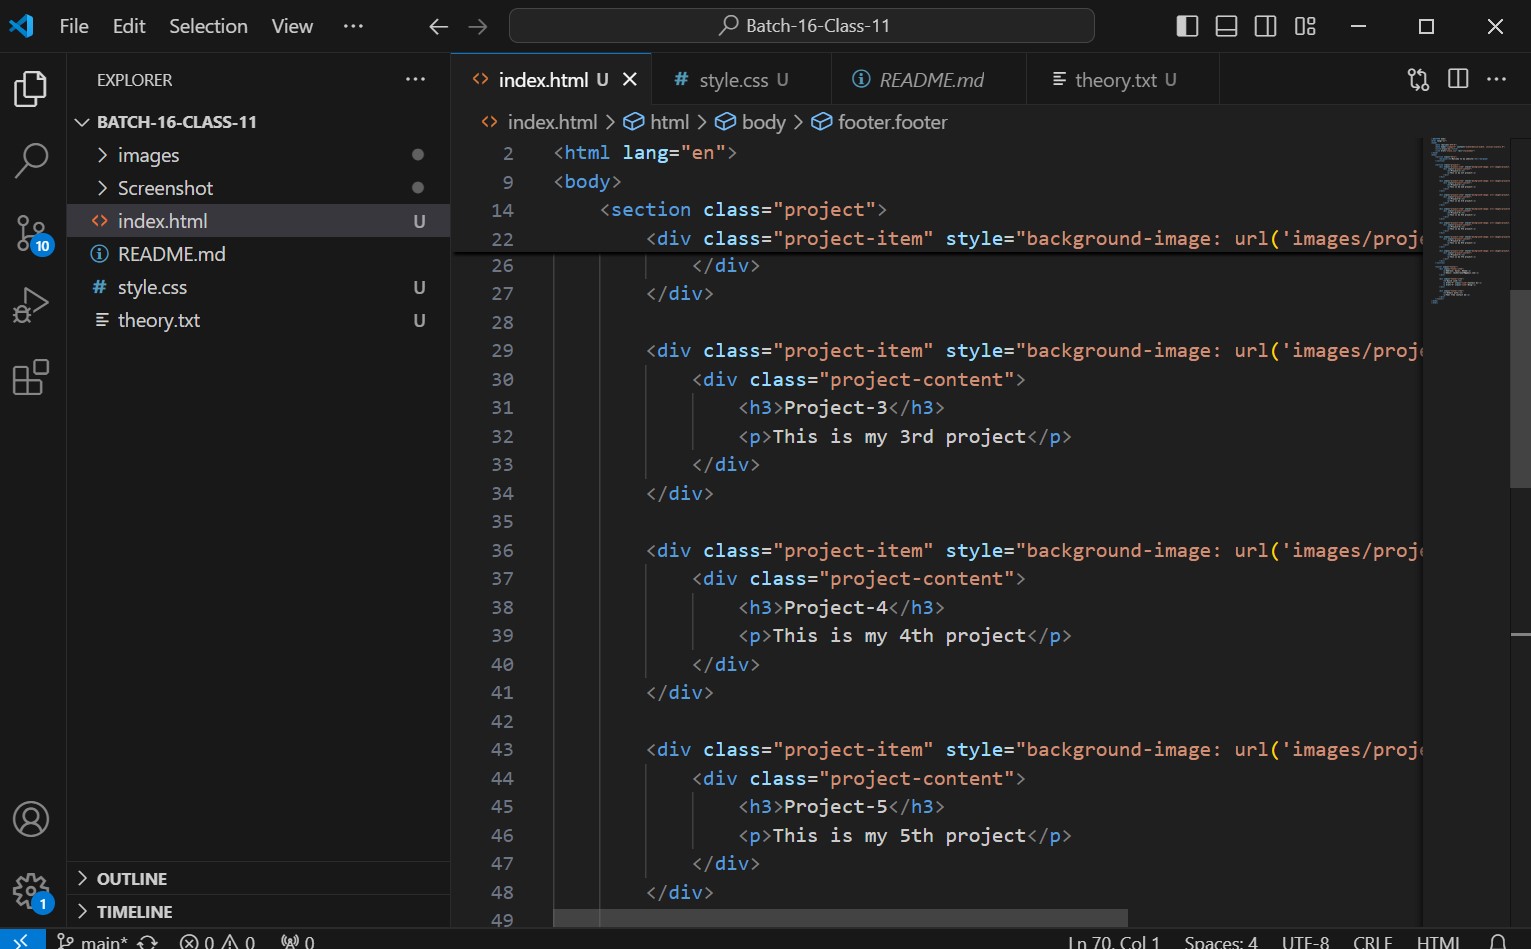 File Edit Selection View ··· Batch-16-Class-11
EXPLORER ···
BATCH-16-CLASS-11
images
Screenshot
index.html U
README.md
style.css U
theory.txt U
10
1
OUTLINE
TIMELINE
index.html U style.css U README.md theory.txt U
index.html > html > body > footer.footer
2 <html lang="en">
9 <body>
14 <section class="project">
22 <div class="project-item" style="background-image: url('images/proj
26 </div>
27 </div>
28
29 <div class="project-item" style="background-image: url('images/proj
30 <div class="project-content">
31 <h3>Project-3</h3>
32 <p>This is my 3rd project</p>
33 </div>
34 </div>
35
36 <div class="project-item" style="background-image: url('images/proj
37 <div class="project-content">
38 <h3>Project-4</h3>
39 <p>This is my 4th project</p>
40 </div>
41 </div>
42
43 <div class="project-item" style="background-image: url('images/proj
44 <div class="project-content">
45 <h3>Project-5</h3>
46 <p>This is my 5th project</p>
47 </div>
48 </div>
49
main* 0 0 0 Ln 70, Col 1 Spaces: 4 UTF-8 CRLF HTML